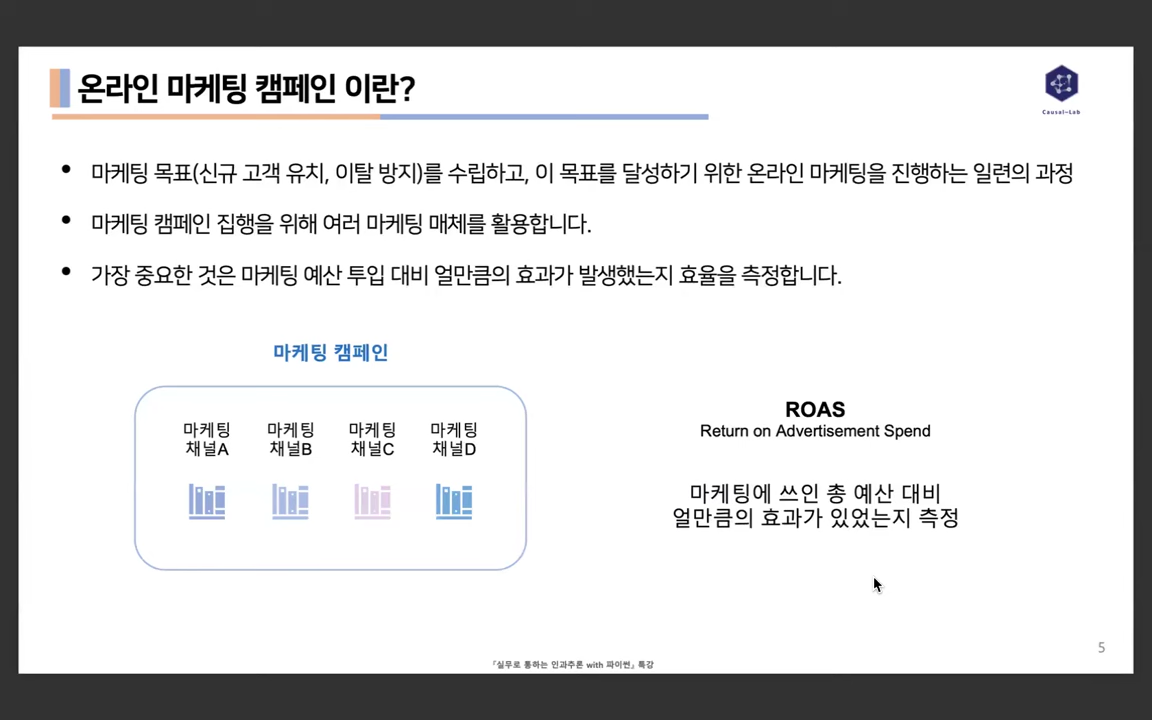 온라인 마케팅 캠페인 이란?
Causal-Lab
• 마케팅 목표(신규 고객 유치, 이탈 방지)를 수립하고, 이 목표를 달성하기 위한 온라인 마케팅을 진행하는 일련의 과정
• 마케팅 캠페인 집행을 위해 여러 마케팅 매체를 활용합니다.
• 가장 중요한 것은 마케팅 예산 투입 대비 얼만큼의 효과가 발생했는지 효율을 측정합니다.
마케팅 캠페인
마케팅 채널A
마케팅 채널B
마케팅 채널C
마케팅 채널D
ROAS
Return on Advertisement Spend
마케팅에 쓰인 총 예산 대비
얼만큼의 효과가 있었는지 측정
5
『실무로 통하는 인과추론 with 파이썬』 특강